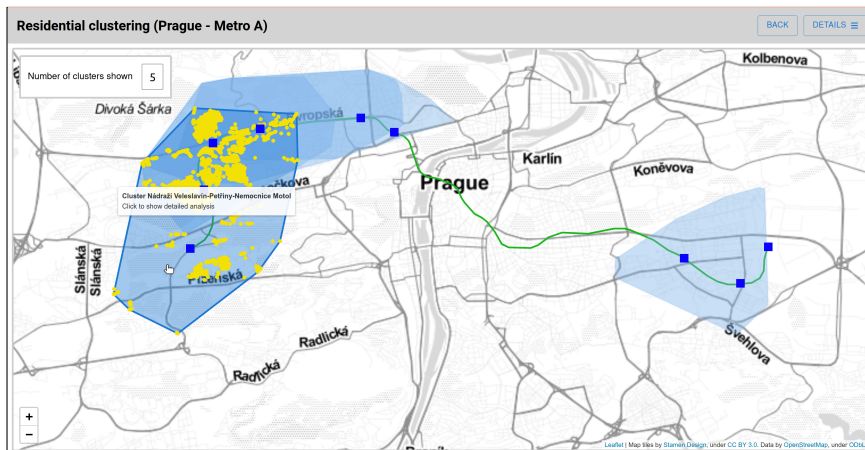 Residential clustering (Prague - Metro A)
BACK
DETAILS
Number of clusters shown 5
Kolbenova
Divoká Šárka
Karlín
Koněvova
Prague
Cluster Nádraží Veleslavín-Petřiny-Nemocnice Motol
Click to show detailed analysis
Slánská
Slánská
Plzeňská
Radlická
Radlická
Švehlova
+
−
Leaflet | Map tiles by Stamen Design, under CC BY 3.0. Data by OpenStreetMap, under ODbL